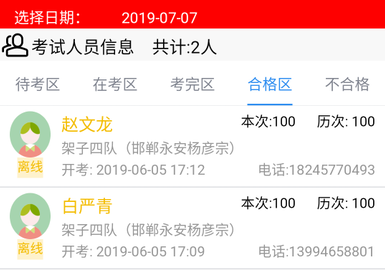 选择日期: 2019-07-07
考试人员信息 共计:2人
待考区 在考区 考完区 合格区 不合格
赵文龙 本次:100 历次: 100
架子四队（邯郸永安杨彦宗）
离线 开考: 2019-06-05 17:12 电话:18245770493
白严青 本次:100 历次: 100
架子四队（邯郸永安杨彦宗）
离线 开考: 2019-06-05 17:09 电话:13994658801